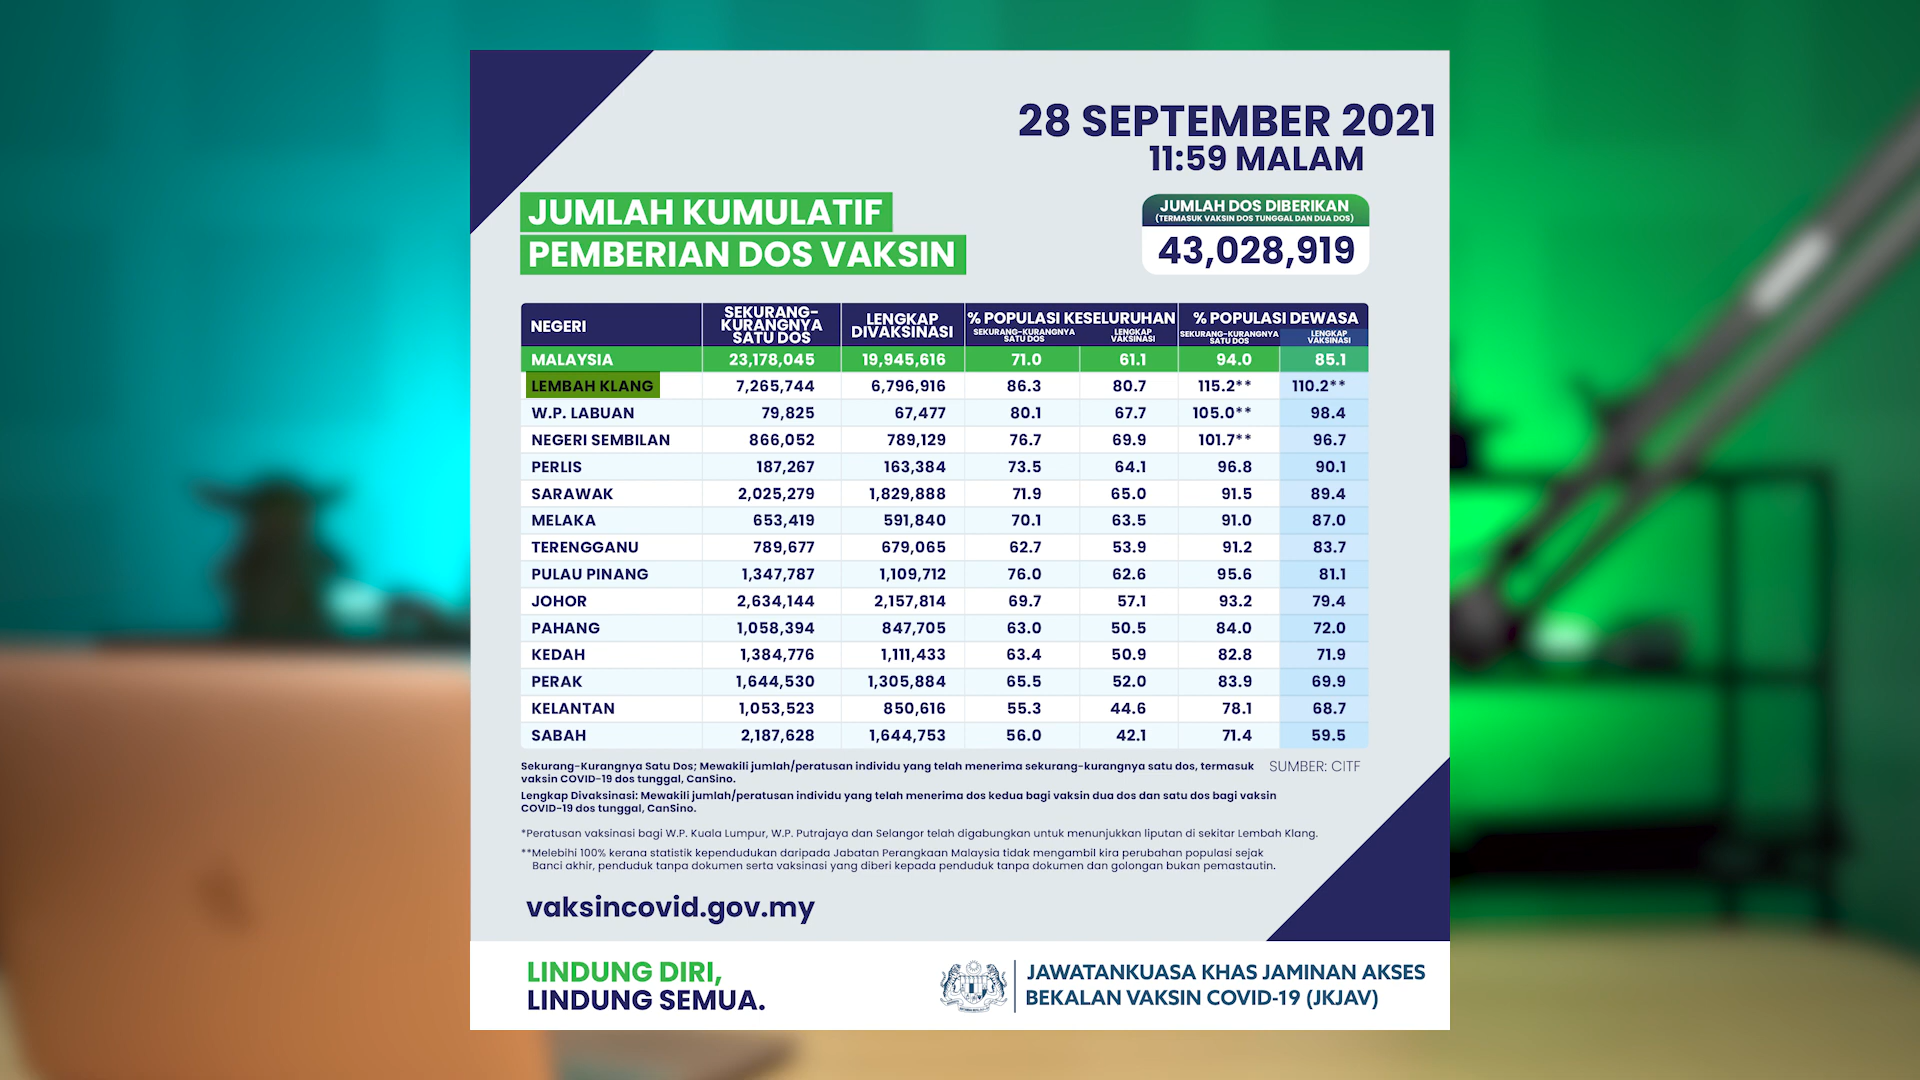 28 SEPTEMBER 2021
11:59 MALAM
JUMLAH KUMULATIF
PEMBERIAN DOS VAKSIN
JUMLAH DOS DIBERIKAN
(TERMASUK VAKSIN DOS TUNGGAL DAN DUA DOS)
43,028,919
NEGERI SEKURANG-KURANGNYA SATU DOS LENGKAP DIVAKSINASI % POPULASI KESELURUHAN % POPULASI DEWASA
SEKURANG-KURANGNYA SATU DOS LENGKAP VAKSINASI SEKURANG-KURANGNYA SATU DOS LENGKAP VAKSINASI
MALAYSIA 23,178,045 19,945,616 71.0 61.1 94.0 85.1
LEMBAH KLANG 7,265,744 6,796,916 86.3 80.7 115.2** 110.2**
W.P. LABUAN 79,825 67,477 80.1 67.7 105.0** 98.4
NEGERI SEMBILAN 866,052 789,129 76.7 69.9 101.7** 96.7
PERLIS 187,267 163,384 73.5 64.1 96.8 90.1
SARAWAK 2,025,279 1,829,888 71.9 65.0 91.5 89.4
MELAKA 653,419 591,840 70.1 63.5 91.0 87.0
TERENGGANU 789,677 679,065 62.7 53.9 91.2 83.7
PULAU PINANG 1,347,787 1,109,712 76.0 62.6 95.6 81.1
JOHOR 2,634,144 2,157,814 69.7 57.1 93.2 79.4
PAHANG 1,058,394 847,705 63.0 50.5 84.0 72.0
KEDAH 1,384,776 1,111,433 63.4 50.9 82.8 71.9
PERAK 1,644,530 1,305,884 65.5 52.0 83.9 69.9
KELANTAN 1,053,523 850,616 55.3 44.6 78.1 68.7
SABAH 2,187,628 1,644,753 56.0 42.1 71.4 59.5
Sekurang-Kurangnya Satu Dos; Mewakili jumlah/peratusan individu yang telah menerima sekurang-kurangnya satu dos, termasuk
vaksin COVID-19 dos tunggal, CanSino.
SUMBER: CITF
Lengkap Divaksinasi: Mewakili jumlah/peratusan individu yang telah menerima dos kedua bagi vaksin dua dos dan satu dos bagi vaksin
COVID-19 dos tunggal, CanSino.
*Peratusan vaksinasi bagi W.P. Kuala Lumpur, W.P. Putrajaya dan Selangor telah digabungkan untuk menunjukkan liputan di sekitar Lembah Klang.
**Melebihi 100% kerana statistik kependudukan daripada Jabatan Perangkaan Malaysia tidak mengambil kira perubahan populasi sejak
Banci akhir, penduduk tanpa dokumen serta vaksinasi yang diberi kepada penduduk tanpa dokumen dan golongan bukan pemastautin.
vaksincovid.gov.my
LINDUNG DIRI,
LINDUNG SEMUA.
JAWATANKUASA KHAS JAMINAN AKSES
BEKALAN VAKSIN COVID-19 (JKJAV)